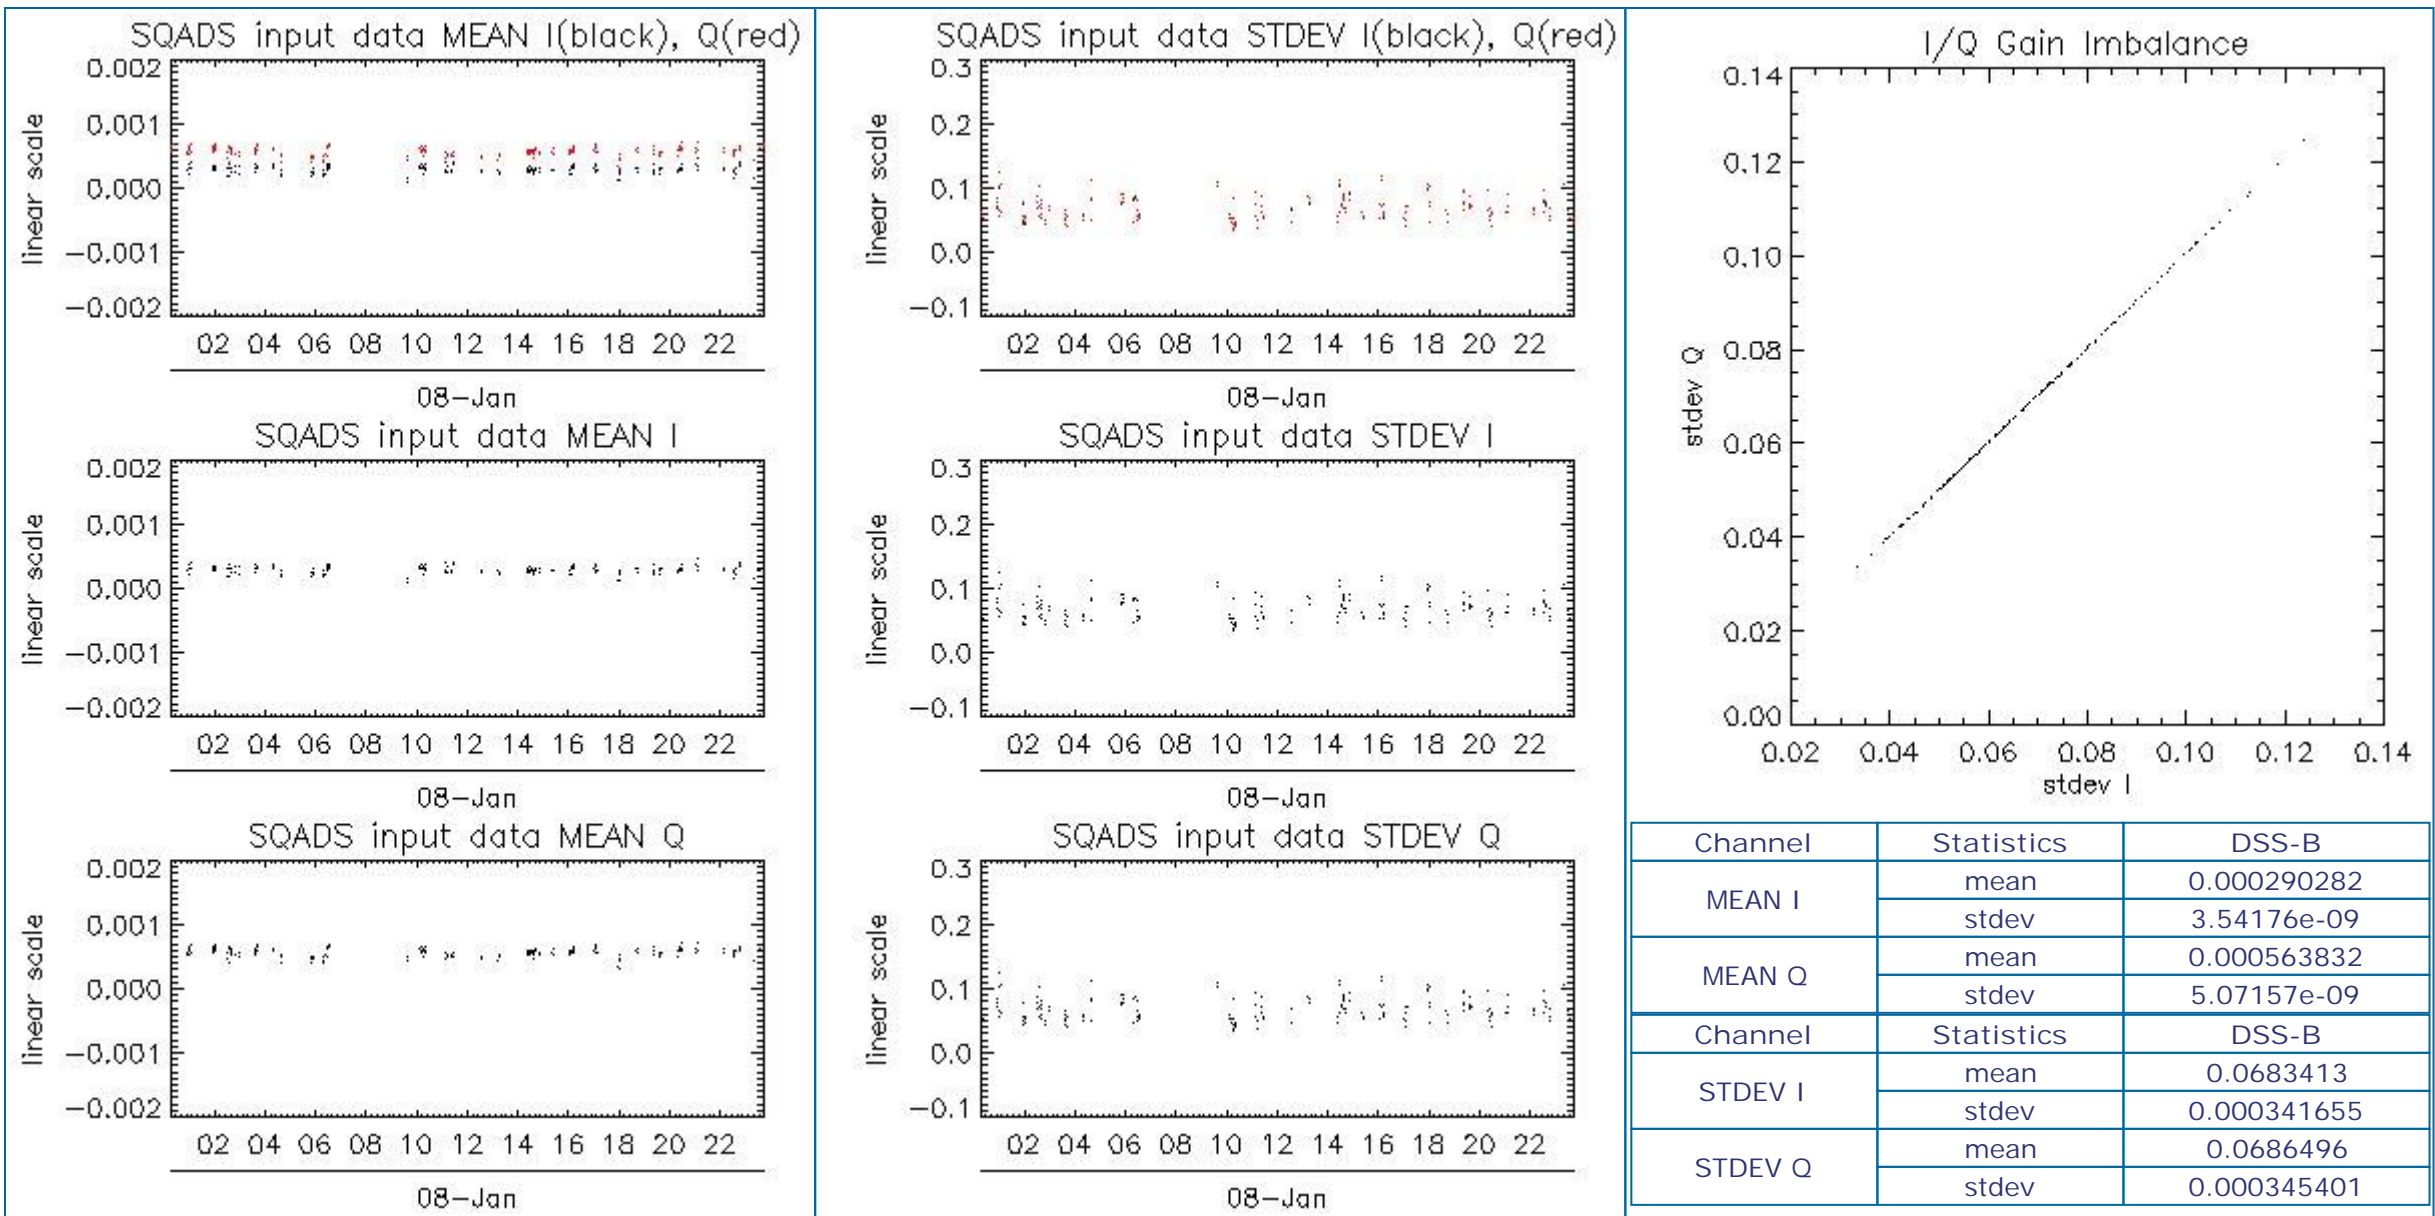 SQADS input data MEAN I(black), Q(red)
linear scale
0.002
0.001
0.000
-0.001
-0.002
02 04 06 08 10 12 14 16 18 20 22
08-Jan
SQADS input data MEAN I
linear scale
0.002
0.001
0.000
-0.001
-0.002
02 04 06 08 10 12 14 16 18 20 22
08-Jan
SQADS input data MEAN Q
linear scale
0.002
0.001
0.000
-0.001
-0.002
02 04 06 08 10 12 14 16 18 20 22
08-Jan
SQADS input data STDEV I(black), Q(red)
linear scale
0.3
0.2
0.1
0.0
-0.1
02 04 06 08 10 12 14 16 18 20 22
08-Jan
SQADS input data STDEV I
linear scale
0.3
0.2
0.1
0.0
-0.1
02 04 06 08 10 12 14 16 18 20 22
08-Jan
SQADS input data STDEV Q
linear scale
0.3
0.2
0.1
0.0
-0.1
02 04 06 08 10 12 14 16 18 20 22
08-Jan
I/Q Gain Imbalance
stdev Q
0.14
0.12
0.10
0.08
0.06
0.04
0.02
0.00
0.02 0.04 0.06 0.08 0.10 0.12 0.14
stdev I
Channel Statistics DSS-B
MEAN I mean 0.000290282
stdev 3.54176e-09
MEAN Q mean 0.000563832
stdev 5.07157e-09
Channel Statistics DSS-B
STDEV I mean 0.0683413
stdev 0.000341655
STDEV Q mean 0.0686496
stdev 0.000345401